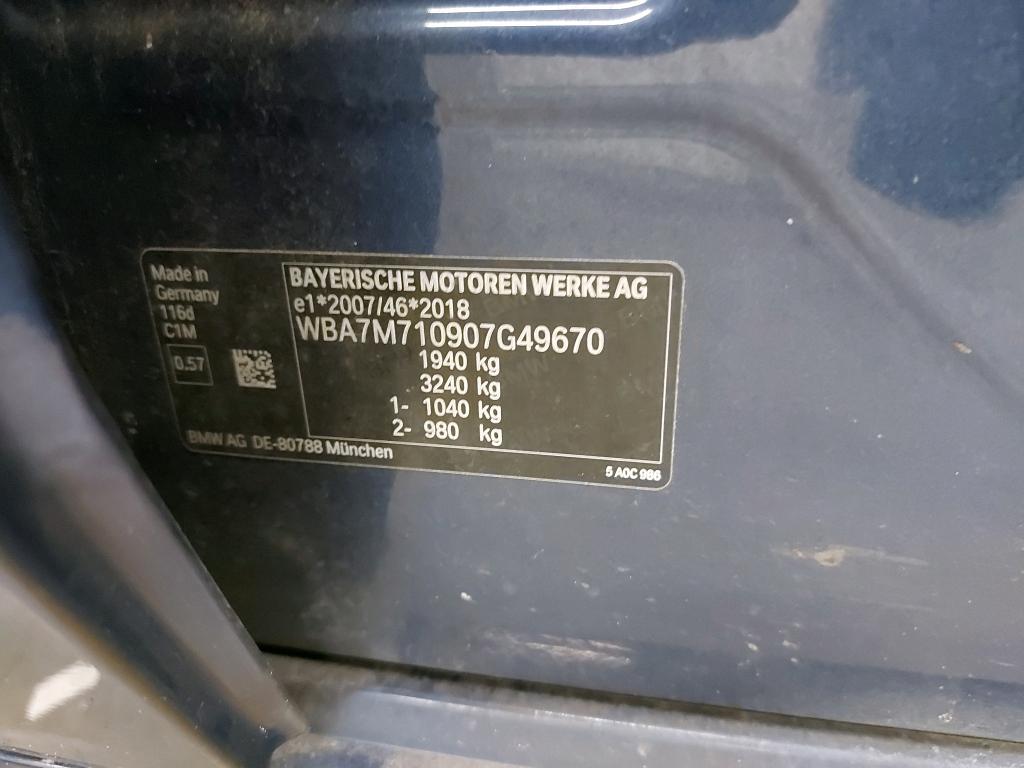 Made in
Germany
116d
C1M
0.57
BAYERISCHE MOTOREN WERKE AG
e1*2007/46*2018
WBA7M710907G49670
1940 kg
3240 kg
1- 1040 kg
2- 980 kg
BMW AG DE-80788 München
5 A0C 986